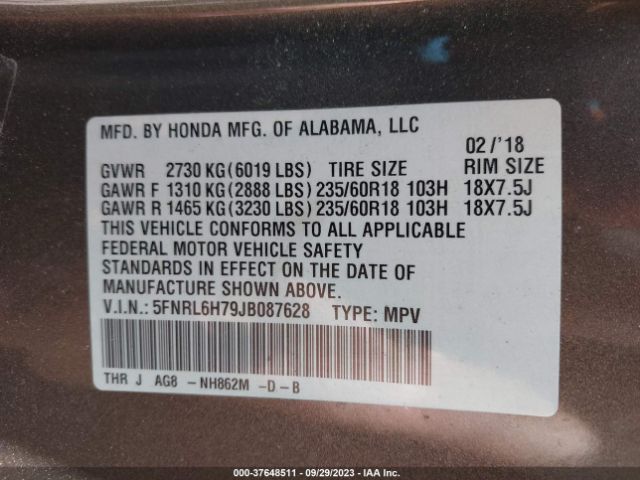 MFD. BY HONDA MFG. OF ALABAMA, LLC
02 /'18
GVWR 2730 KG(6019 LBS) TIRE SIZE RIM SIZE
GAWR F 1310 KG(2888 LBS) 235/60R18 103H 18X7.5J
GAWR R 1465 KG(3230 LBS) 235/60R18 103H 18X7.5J
THIS VEHICLE CONFORMS TO ALL APPLICABLE
FEDERAL MOTOR VEHICLE SAFETY
STANDARDS IN EFFECT ON THE DATE OF
MANUFACTURE SHOWN ABOVE.
V.I.N.: 5FNRL6H79JB087628 TYPE: MPV
THR J AG8 -NH862M -D-B
000-37648511 - 09/29/2023 - IAA Inc.